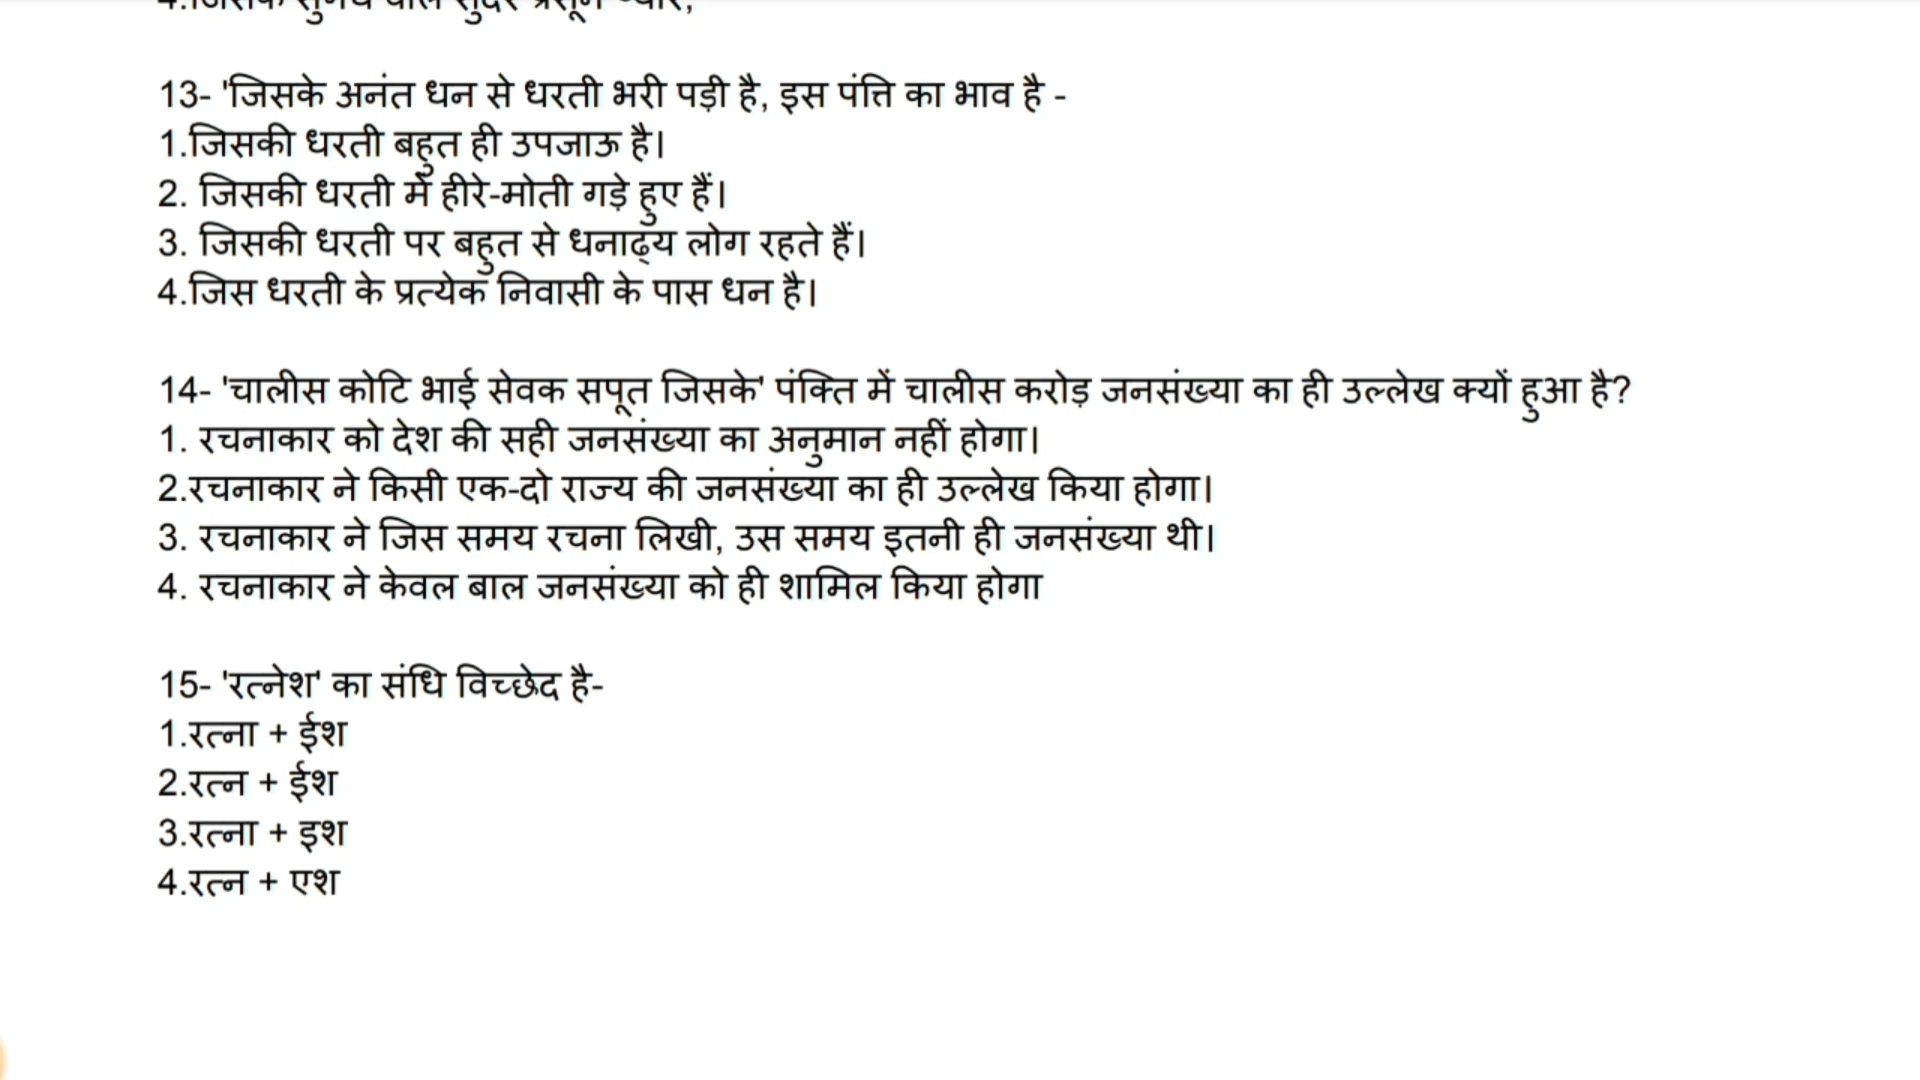 13- 'जिसके अनंत धन से धरती भरी पड़ी है, इस पंत्ति का भाव है -
1.जिसकी धरती बहुत ही उपजाऊ है।
2. जिसकी धरती में हीरे-मोती गड़े हुए हैं।
3. जिसकी धरती पर बहुत से धनाढ्य लोग रहते हैं।
4.जिस धरती के प्रत्येक निवासी के पास धन है।
14- 'चालीस कोटि भाई सेवक सपूत जिसके' पंक्ति में चालीस करोड़ जनसंख्या का ही उल्लेख क्यों हुआ है?
1. रचनाकार को देश की सही जनसंख्या का अनुमान नहीं होगा।
2.रचनाकार ने किसी एक-दो राज्य की जनसंख्या का ही उल्लेख किया होगा।
3. रचनाकार ने जिस समय रचना लिखी, उस समय इतनी ही जनसंख्या थी।
4. रचनाकार ने केवल बाल जनसंख्या को ही शामिल किया होगा
15- 'रत्नेश' का संधि विच्छेद है-
1.रत्ना + ईश
2.रत्न + ईश
3.रत्ना + इश
4.रत्न + एश